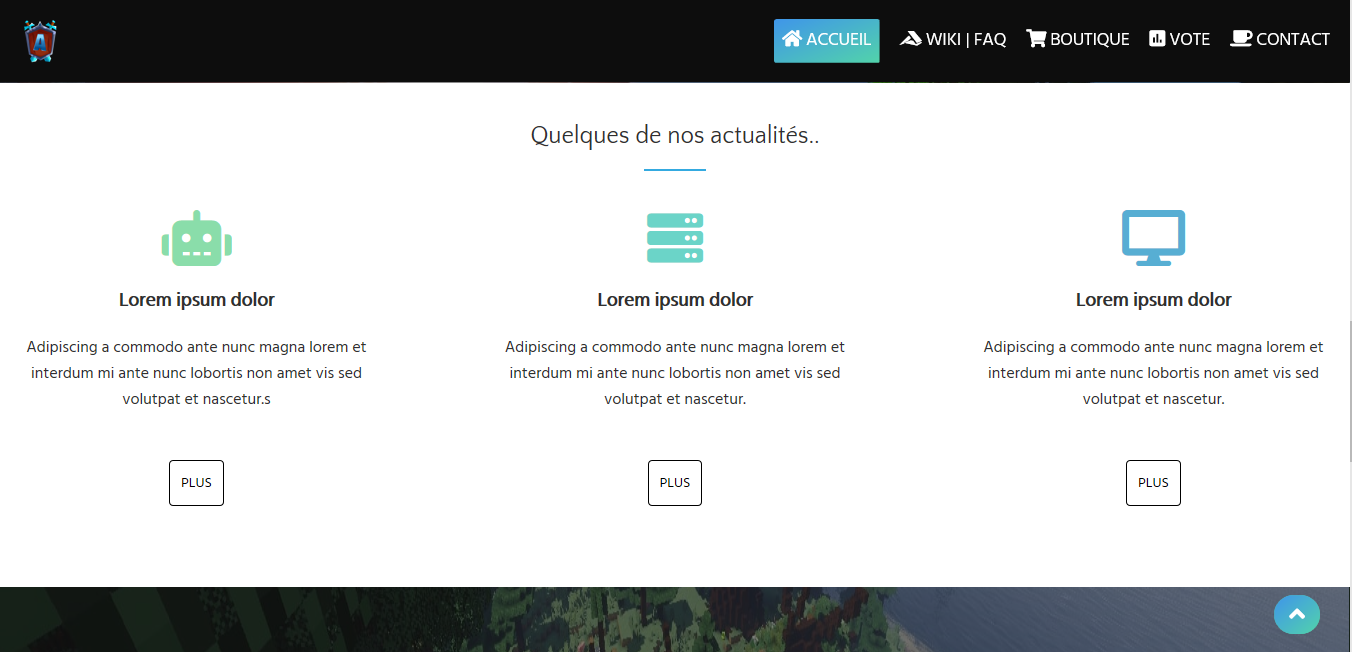 A
ACCUEIL WIKI | FAQ BOUTIQUE VOTE CONTACT
Quelques de nos actualités..
Lorem ipsum dolor
Adipiscing a commodo ante nunc magna lorem et
interdum mi ante nunc lobortis non amet vis sed
volutpat et nascetur.s
PLUS
Lorem ipsum dolor
Adipiscing a commodo ante nunc magna lorem et
interdum mi ante nunc lobortis non amet vis sed
volutpat et nascetur.
PLUS
Lorem ipsum dolor
Adipiscing a commodo ante nunc magna lorem et
interdum mi ante nunc lobortis non amet vis sed
volutpat et nascetur.
PLUS